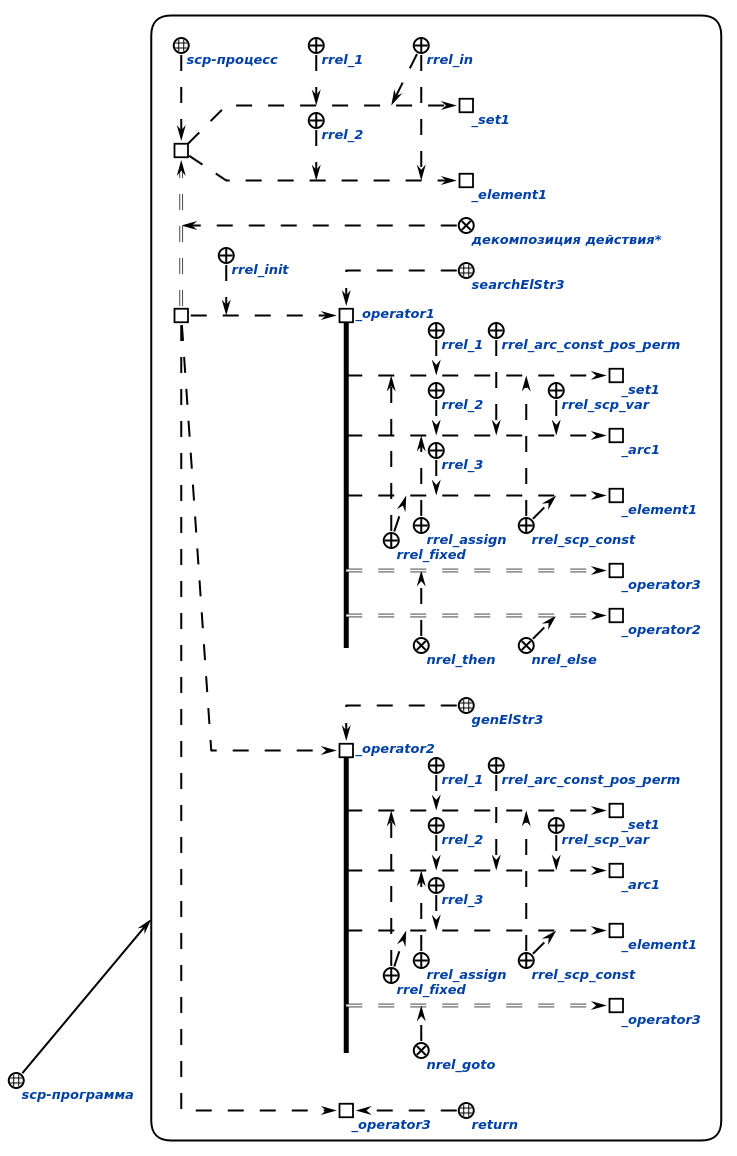 scp-процесс rrel_1 rrel_in
_set1
rrel_2
_element1
декомпозиция действия*
rrel_init
searchElStr3
_operator1
rrel_1 rrel_arc_const_pos_perm
_set1
rrel_2 rrel_scp_var
_arc1
rrel_3
_element1
rrel_assign rrel_scp_const
rrel_fixed
_operator3
_operator2
nrel_then nrel_else
genElStr3
_operator2
rrel_1 rrel_arc_const_pos_perm
_set1
rrel_2 rrel_scp_var
_arc1
rrel_3
_element1
rrel_assign rrel_scp_const
rrel_fixed
_operator3
nrel_goto
scp-программа
_operator3 return